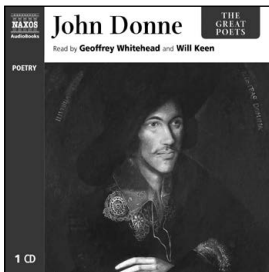 NAXOS
AudioBooks
John Donne
THE
GREAT
POETS
Read by Geoffrey Whitehead and Will Keen
POETRY
1 CD